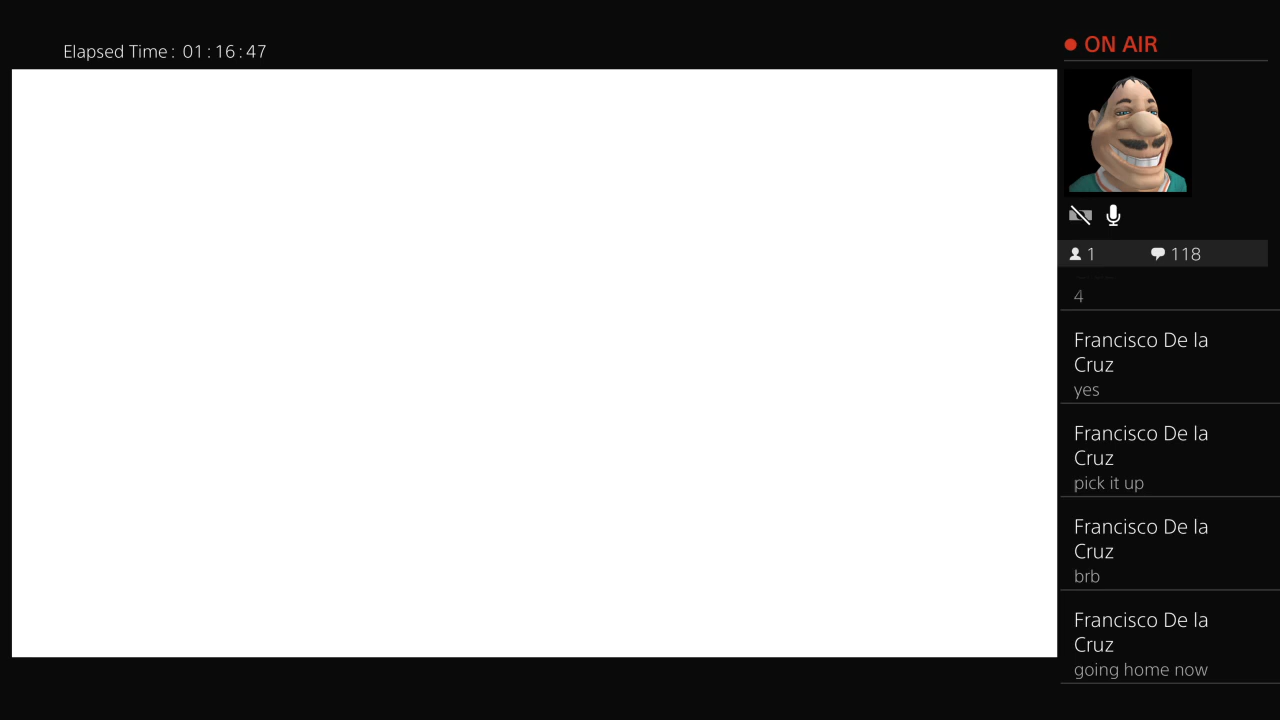 Elapsed Time: 01:16:47
ON AIR
1
118
4
Francisco De la
Cruz
yes
Francisco De la
Cruz
pick it up
Francisco De la
Cruz
brb
Francisco De la
Cruz
going home now